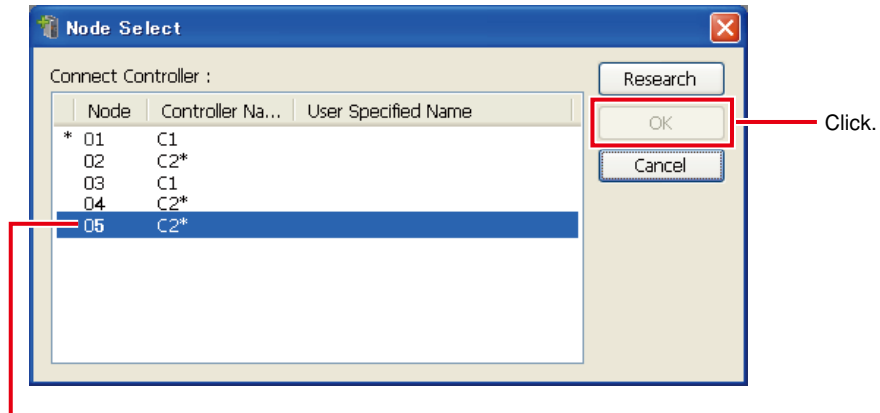 Node Select
Connect Controller :
Research
Node Controller Na... User Specified Name
OK
Click.
* 01 C1
02 C2*
Cancel
03 C1
04 C2*
05 C2*